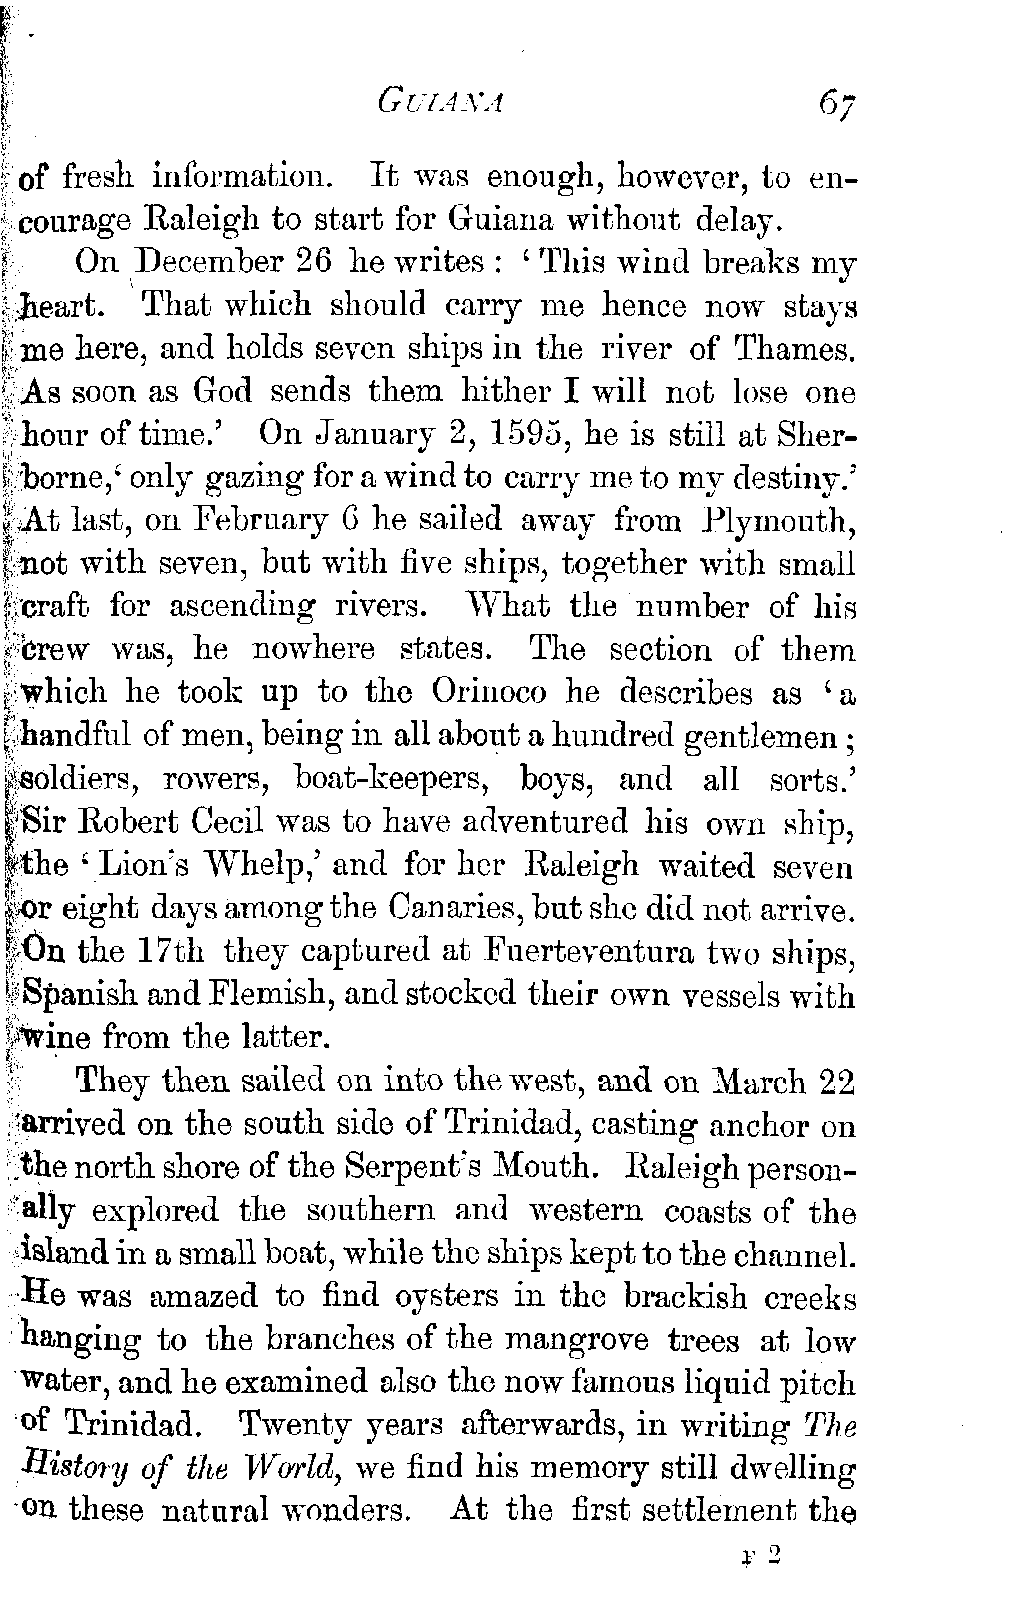 GUIANA 67
of fresh information. It was enough, however, to en-
courage Raleigh to start for Guiana without delay.
On December 26 he writes : ‘ This wind breaks my
heart. That which should carry me hence now stays
me here, and holds seven ships in the river of Thames.
As soon as God sends them hither I will not lose one
hour of time.’ On January 2, 1595, he is still at Sher-
borne,‘ only gazing for a wind to carry me to my destiny.’
At last, on February 6 he sailed away from Plymouth,
not with seven, but with five ships, together with small
craft for ascending rivers. What the number of his
crew was, he nowhere states. The section of them
which he took up to the Orinoco he describes as ‘ a
handful of men, being in all about a hundred gentlemen ;
soldiers, rowers, boat-keepers, boys, and all sorts.’
Sir Robert Cecil was to have adventured his own ship,
the ‘ Lion's Whelp,’ and for her Raleigh waited seven
or eight days among the Canaries, but she did not arrive.
On the 17th they captured at Fuerteventura two ships,
Spanish and Flemish, and stocked their own vessels with
wine from the latter.
They then sailed on into the west, and on March 22
arrived on the south side of Trinidad, casting anchor on
the north shore of the Serpent's Mouth. Raleigh person-
ally explored the southern and western coasts of the
island in a small boat, while the ships kept to the channel.
He was amazed to find oysters in the brackish creeks
hanging to the branches of the mangrove trees at low
water, and he examined also the now famous liquid pitch
of Trinidad. Twenty years afterwards, in writing The
History of the World, we find his memory still dwelling
on these natural wonders. At the first settlement the
F 2